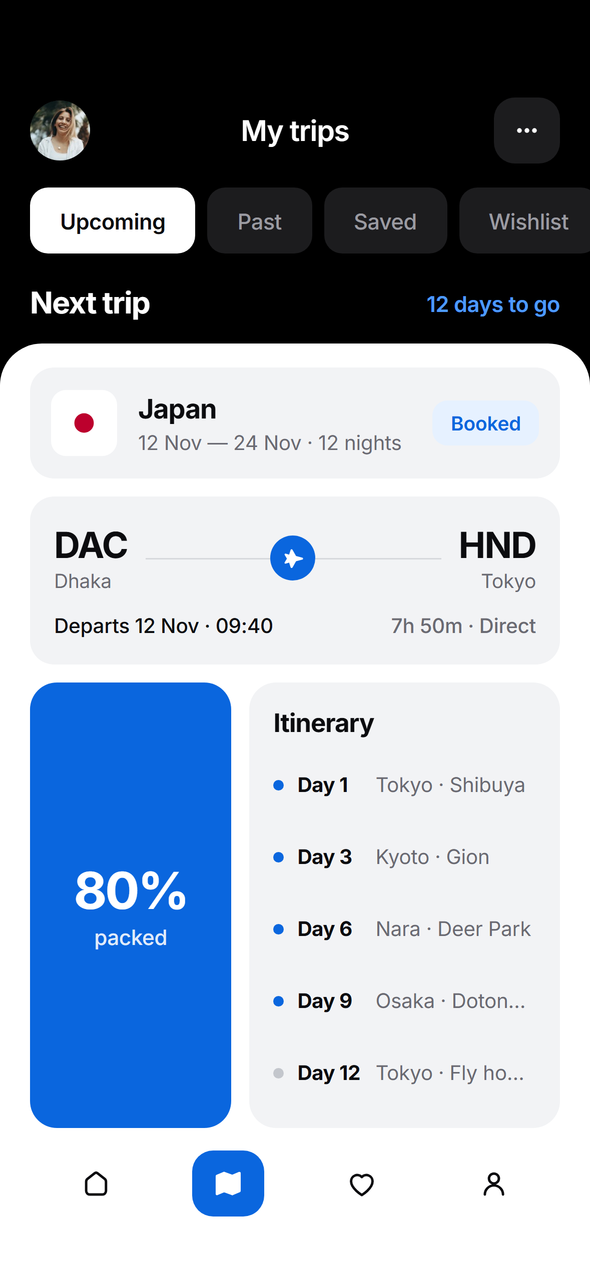 My trips
Upcoming Past Saved Wishlist
Next trip 12 days to go
Japan
12 Nov — 24 Nov · 12 nights
Booked
DAC HND
Dhaka Tokyo
Departs 12 Nov · 09:40 7h 50m · Direct
80%
packed
Itinerary
Day 1 Tokyo · Shibuya
Day 3 Kyoto · Gion
Day 6 Nara · Deer Park
Day 9 Osaka · Doton...
Day 12 Tokyo · Fly ho...